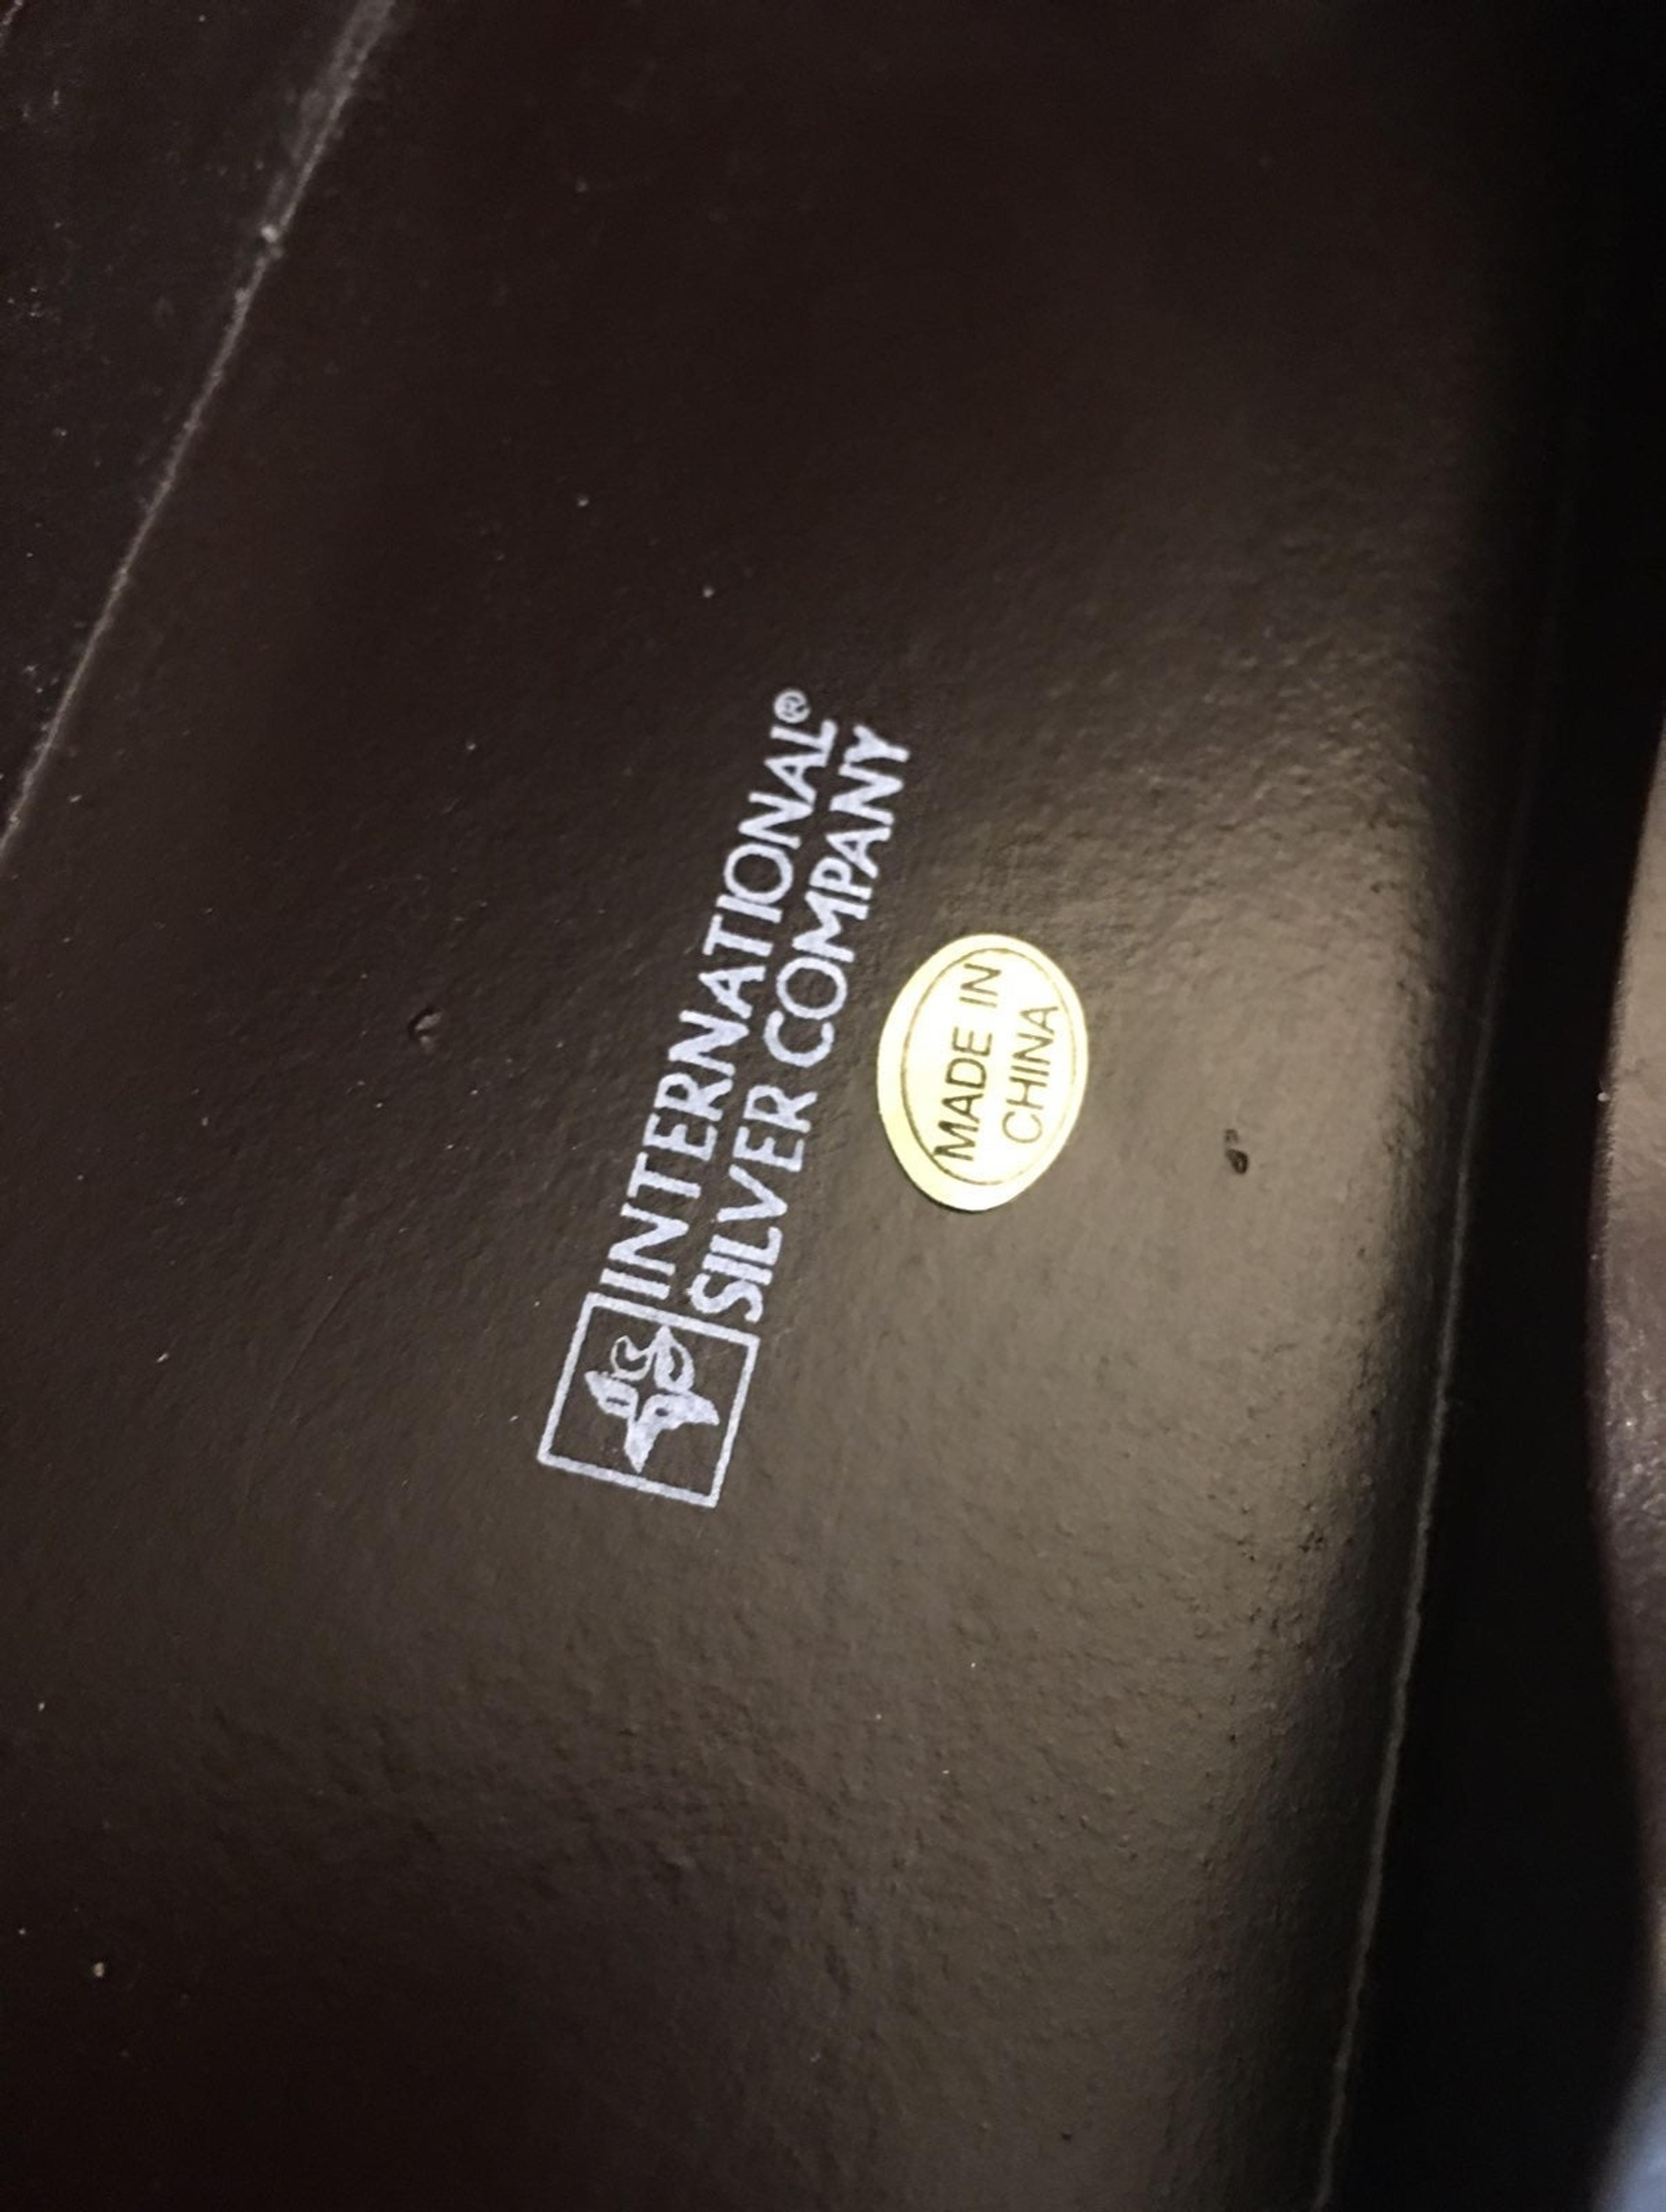 INTERNATIONAL®
SILVER COMPANY
MADE IN
CHINA